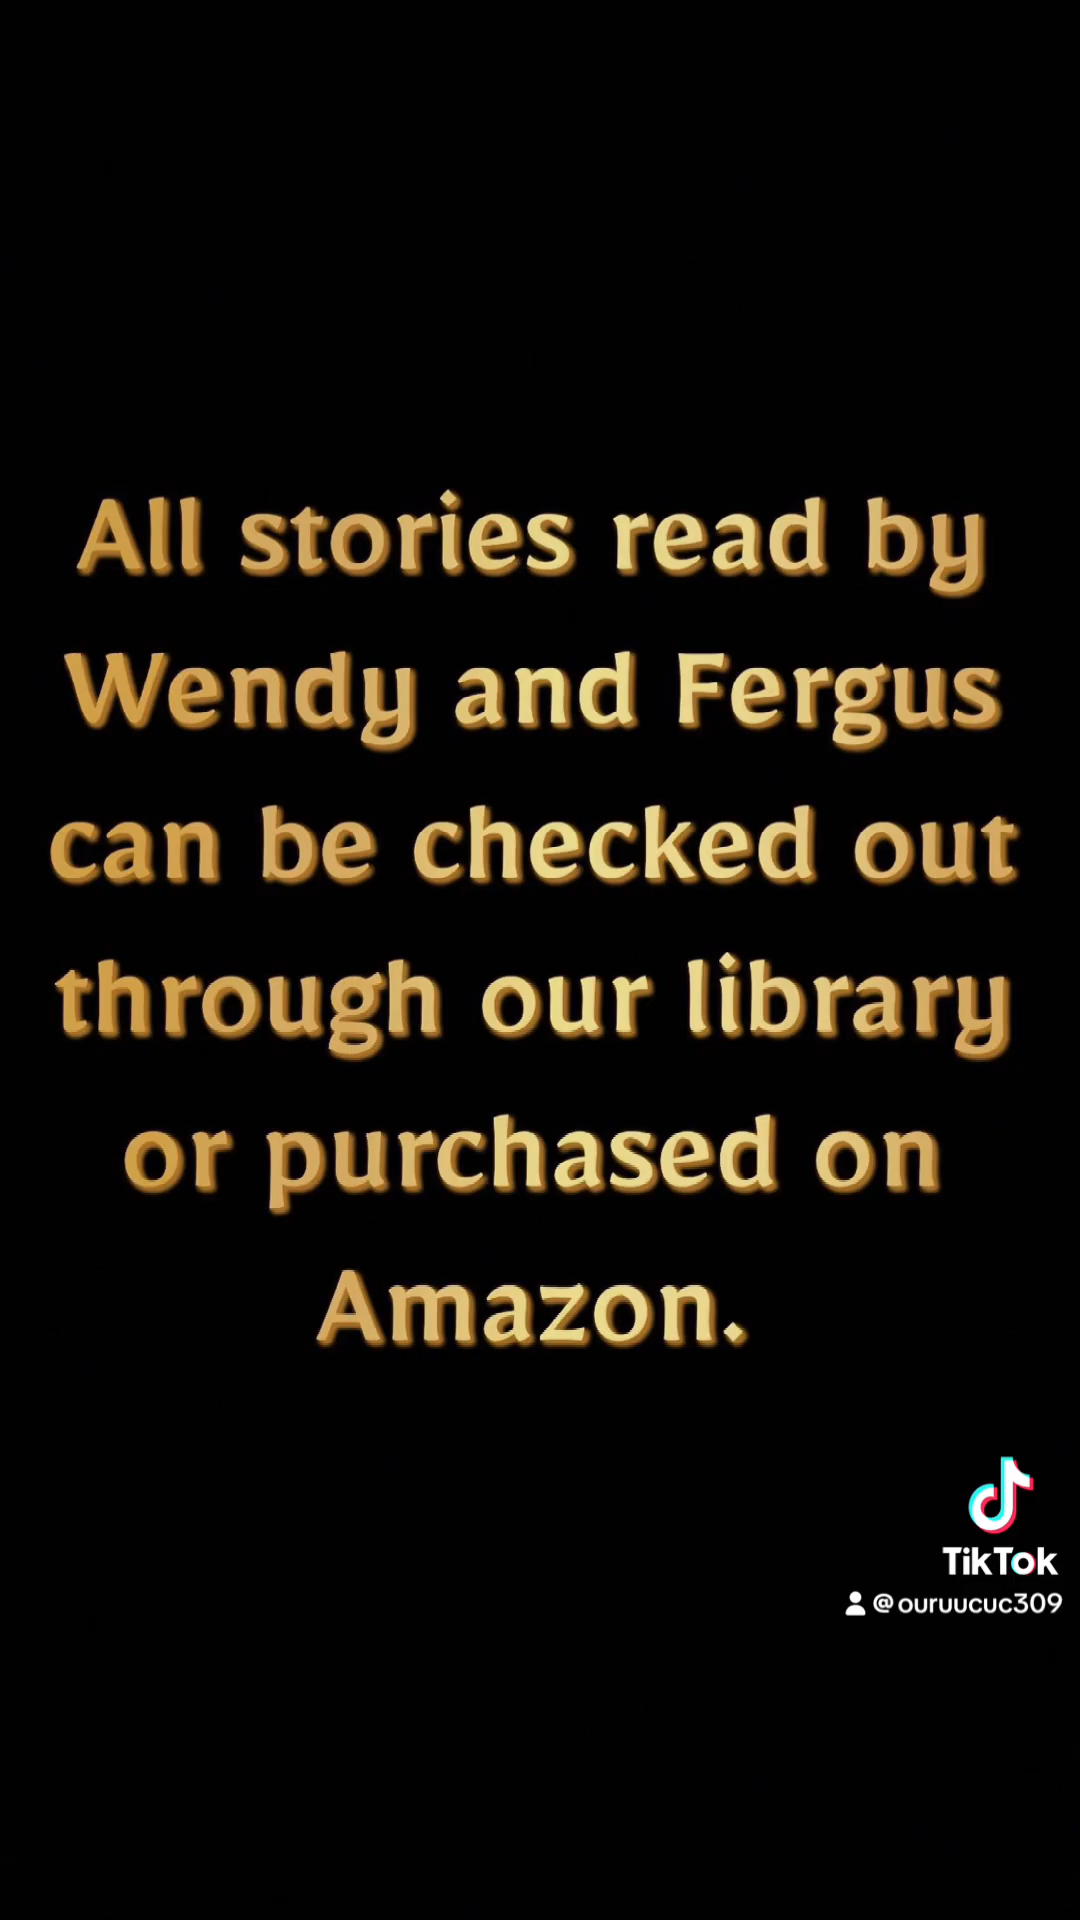 All stories read by
Wendy and Fergus
can be checked out
through our library
or purchased on
Amazon.
TikTok
@ouruucuc309